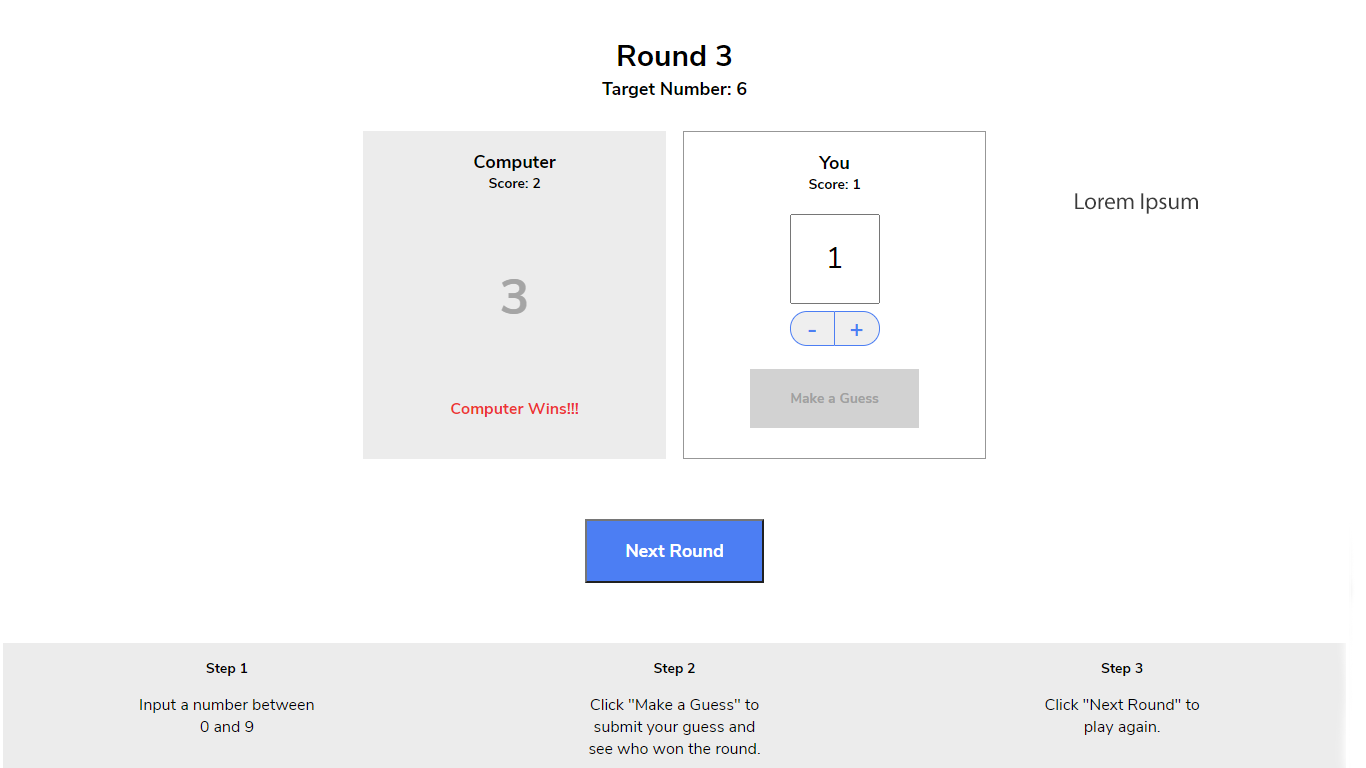 Round 3
Target Number: 6
Computer
Score: 2
3
Computer Wins!!!
You
Score: 1
1
- +
Make a Guess
Lorem Ipsum
Next Round
Step 1
Input a number between
0 and 9
Step 2
Click "Make a Guess" to
submit your guess and
see who won the round.
Step 3
Click "Next Round" to
play again.